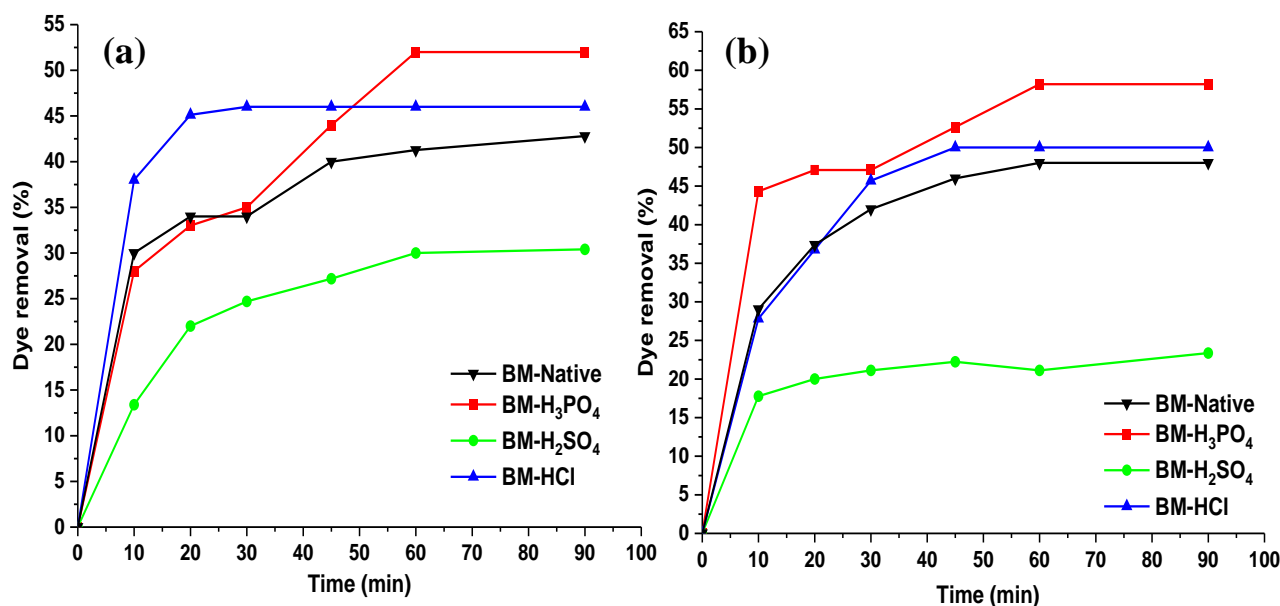 (a)
Dye removal (%)
55
50
45
40
35
30
25
20
15
10
5
0
0 10 20 30 40 50 60 70 80 90 100
Time (min)
BM-Native
BM-H₃PO₄
BM-H₂SO₄
BM-HCl
(b)
Dye removal (%)
65
60
55
50
45
40
35
30
25
20
15
10
5
0
0 10 20 30 40 50 60 70 80 90 100
Time (min)
BM-Native
BM-H₃PO₄
BM-H₂SO₄
BM-HCl